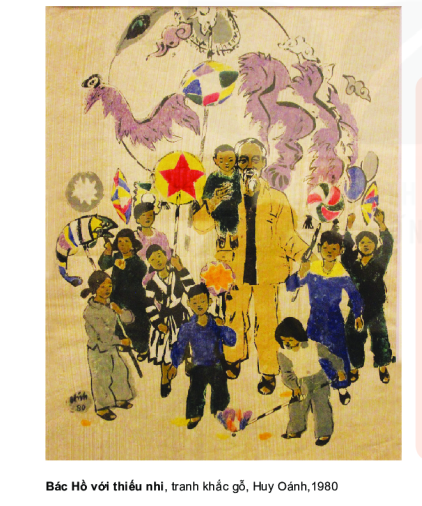 Bác Hồ với thiếu nhi, tranh khắc gỗ, Huy Oánh,1980